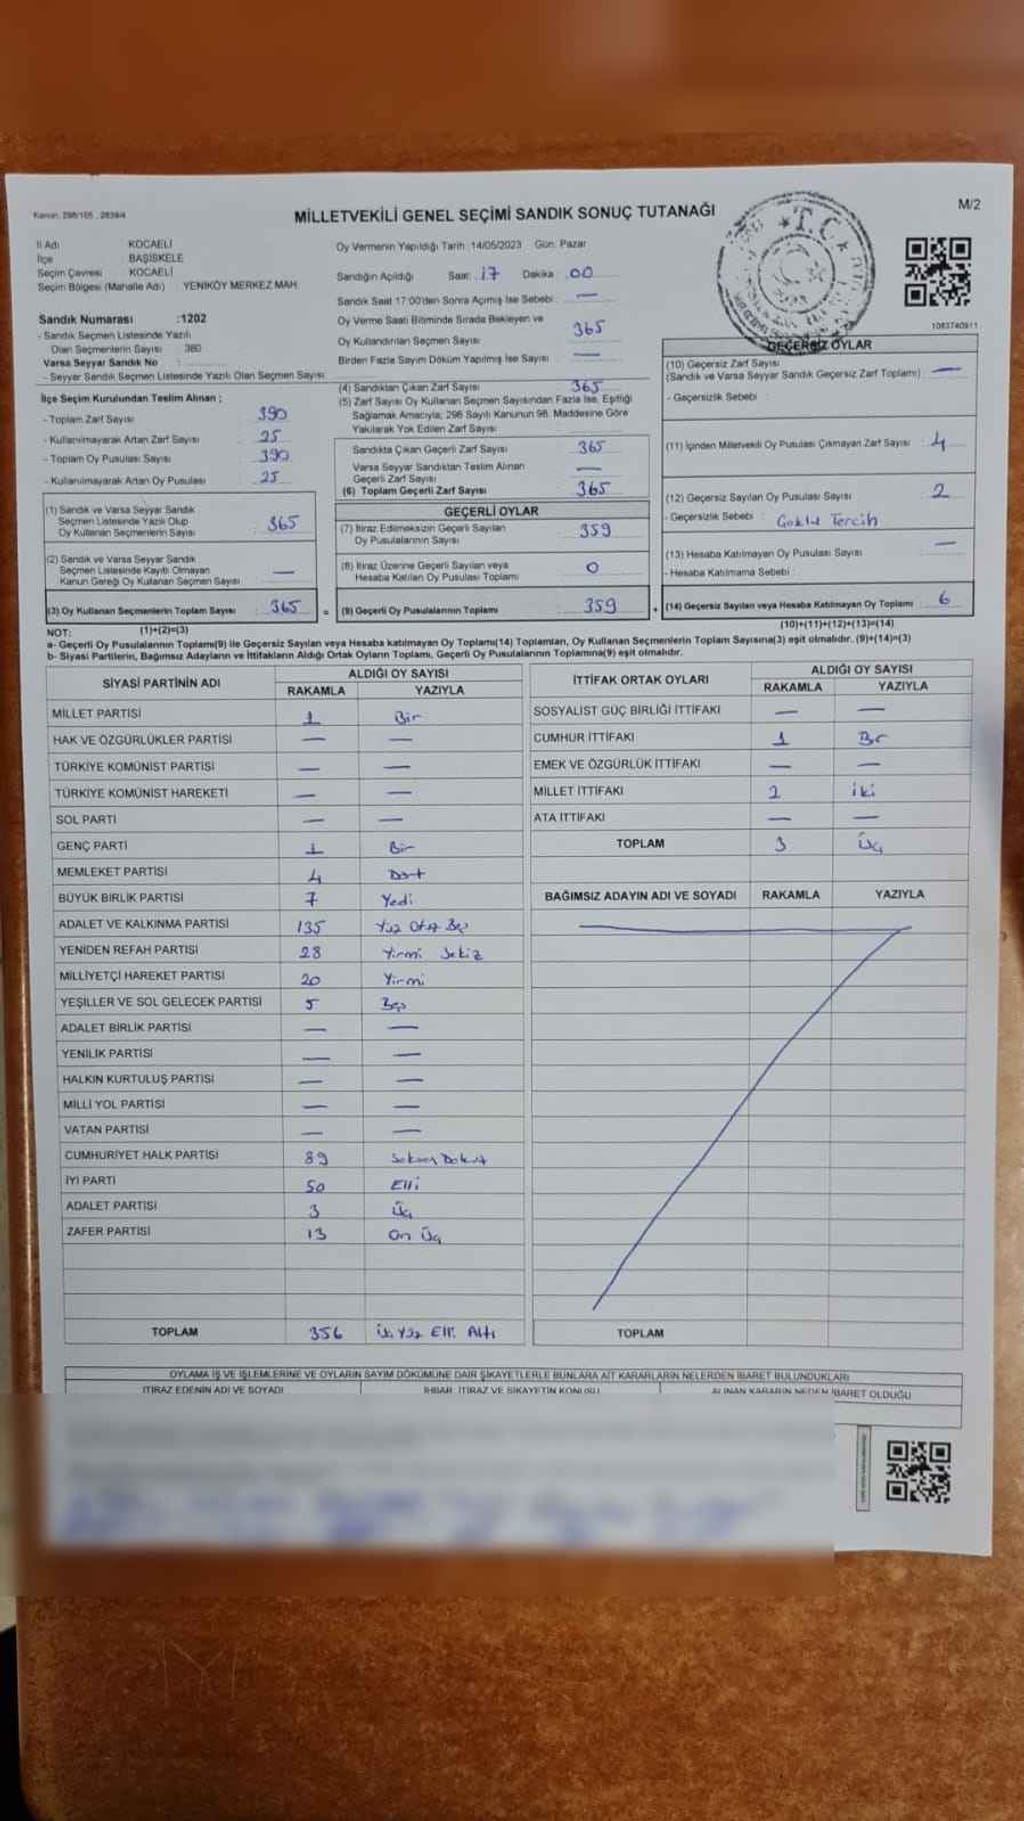 Kanun: 298/105 , 2839/4
MİLLETVEKİLİ GENEL SEÇİMİ SANDIK SONUÇ TUTANAĞI
M/2
T.C.
İl Adı KOCAELİ
İlçe BAŞİSKELE
Seçim Çevresi KOCAELİ
Seçim Bölgesi (Mahalle Adı) YENİKÖY MERKEZ MAH.
Oy Vermenin Yapıldığı Tarih: 14/05/2023 Gün: Pazar
Sandığın Açıldığı Saat: 17 Dakika :00
Sandık Saat 17:00'den Sonra Açılmış İse Sebebi: —
Oy Verme Saati Bitiminde Sırada Bekleyen ve
Oy Kullandırılan Seçmen Sayısı 365
Birden Fazla Sayım Döküm Yapılmış İse Sayısı —
1083740911
Sandık Numarası :1202
- Sandık Seçmen Listesinde Yazılı
Olan Seçmenlerin Sayısı 380
Varsa Seyyar Sandık No :
- Seyyar Sandık Seçmen Listesinde Yazılı Olan Seçmen Sayısı:
İlçe Seçim Kurulundan Teslim Alınan ;
- Toplam Zarf Sayısı 390
- Kullanılmayarak Artan Zarf Sayısı 25
- Toplam Oy Pusulası Sayısı 390
- Kullanılmayarak Artan Oy Pusulası 25
(4) Sandıktan Çıkan Zarf Sayısı 365
(5) Zarf Sayısı Oy Kullanan Seçmen Sayısından Fazla İse, Eşitliği
Sağlamak Amacıyla, 298 Sayılı Kanunun 98. Maddesine Göre
Yakılarak Yok Edilen Zarf Sayısı
Sandıkta Çıkan Geçerli Zarf Sayısı 365
Varsa Seyyar Sandıktan Teslim Alınan
Geçerli Zarf Sayısı —
(6) Toplam Geçerli Zarf Sayısı 365
GEÇERSİZ OYLAR
(10) Geçersiz Zarf Sayısı
(Sandık ve Varsa Seyyar Sandık Geçersiz Zarf Toplamı) —
- Geçersizlik Sebebi
(11) İçinden Milletvekili Oy Pusulası Çıkmayan Zarf Sayısı : 4
(12) Geçersiz Sayılan Oy Pusulası Sayısı 2
- Geçersizlik Sebebi : Tercih
(13) Hesaba Katılmayan Oy Pusulası Sayısı —
- Hesaba Katılmama Sebebi :
(1) Sandık ve Varsa Seyyar Sandık
Seçmen Listesinde Yazılı Olup
Oy Kullanan Seçmenlerin Sayısı 365
(2) Sandık ve Varsa Seyyar Sandık
Seçmen Listesinde Kayıtlı Olmayan
Kanun Gereği Oy Kullanan Seçmen Sayısı —
GEÇERLİ OYLAR
(7) İtiraz Edilmeksizin Geçerli Sayılan
Oy Pusulalarının Sayısı 359
(8) İtiraz Üzerine Geçerli Sayılan veya
Hesaba Katılan Oy Pusulası Toplamı 0
(3) Oy Kullanan Seçmenlerin Toplam Sayısı 365 = (9) Geçerli Oy Pusulalarının Toplamı 359 + (14) Geçersiz Sayılan veya Hesaba Katılmayan Oy Toplamı 6
NOT: (1)+(2)=(3) (10)+(11)+(12)+(13)=(14)
a- Geçerli Oy Pusulalarının Toplamı(9) ile Geçersiz Sayılan veya Hesaba katılmayan Oy Toplamı(14) Toplamları, Oy Kullanan Seçmenlerin Toplam Sayısına(3) eşit olmalıdır. (9)+(14)=(3)
b- Siyasi Partilerin, Bağımsız Adayların ve İttifakların Aldığı Ortak Oyların Toplamı, Geçerli Oy Pusulalarının Toplamına(9) eşit olmalıdır.
SİYASİ PARTİNİN ADI ALDIĞI OY SAYISI
RAKAMLA YAZIYLA
MİLLET PARTİSİ 1 Bir
HAK VE ÖZGÜRLÜKLER PARTİSİ — —
TÜRKİYE KOMÜNİST PARTİSİ — —
TÜRKİYE KOMÜNİST HAREKETİ — —
SOL PARTİ — —
GENÇ PARTİ 1 Bir
MEMLEKET PARTİSİ 4 Dört
BÜYÜK BİRLİK PARTİSİ 7 Yedi
ADALET VE KALKINMA PARTİSİ 135 Yüz Otuz Beş
YENİDEN REFAH PARTİSİ 28 Yirmi Sekiz
MİLLİYETÇİ HAREKET PARTİSİ 20 Yirmi
YEŞİLLER VE SOL GELECEK PARTİSİ 5 Beş
ADALET BİRLİK PARTİSİ — —
YENİLİK PARTİSİ — —
HALKIN KURTULUŞ PARTİSİ — —
MİLLİ YOL PARTİSİ — —
VATAN PARTİSİ — —
CUMHURİYET HALK PARTİSİ 89 Seksen Dokuz
İYİ PARTİ 50 Elli
ADALET PARTİSİ 3 Üç
ZAFER PARTİSİ 13 On Üç
TOPLAM 356 Yüz Elli Altı
İTTİFAK ORTAK OYLARI ALDIĞI OY SAYISI
RAKAMLA YAZIYLA
SOSYALİST GÜÇ BİRLİĞİ İTTİFAKI — —
CUMHUR İTTİFAKI 1 Bir
EMEK VE ÖZGÜRLÜK İTTİFAKI — —
MİLLET İTTİFAKI 2 İki
ATA İTTİFAKI — —
TOPLAM 3 Üç
BAĞIMSIZ ADAYIN ADI VE SOYADI RAKAMLA YAZIYLA
TOPLAM
OYLAMA İŞ VE İŞLEMLERİNE VE OYLARIN SAYIM DÖKÜMÜNE DAİR ŞİKAYETLERLE BUNLARA AİT KARARLARIN NELERDEN İBARET BULUNDUKLARI
İTİRAZ EDENİN ADI VE SOYADI İHBAR, İTİRAZ VE ŞİKAYETİN KONUSU ALINAN KARARIN NEDEN İBARET OLDUĞU